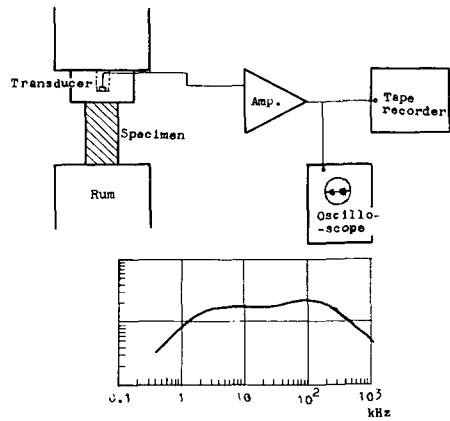 Transducer
Amp.
Tape
recorder
Specimen
Rum
Oscillo-
-scope
0.1 1 10 10² 10³
kHz